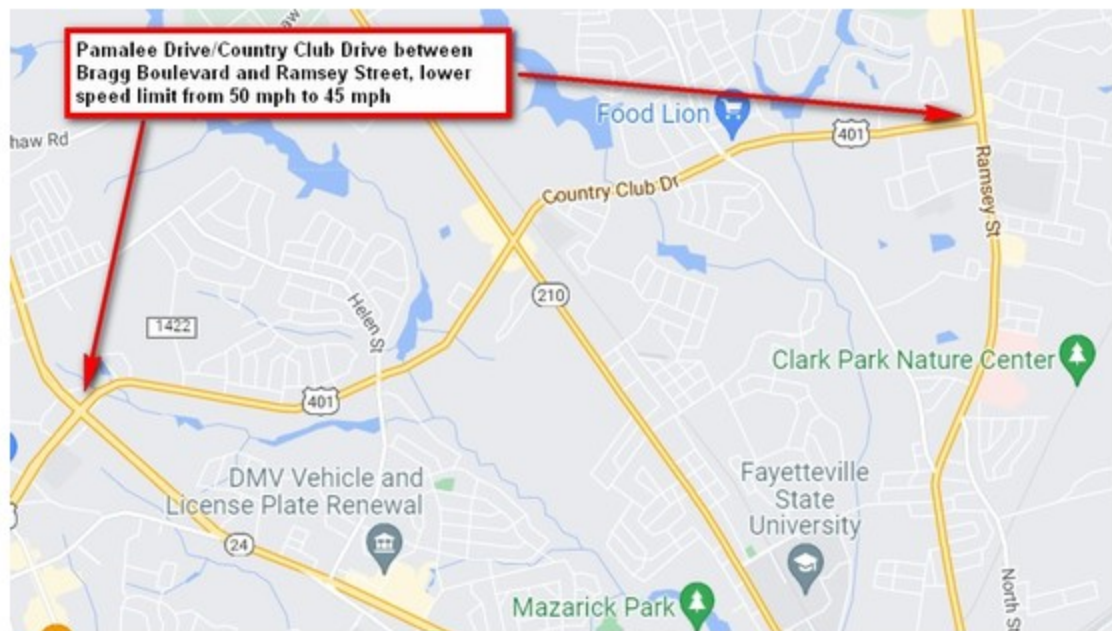 aw
Pamalee Drive/Country Club Drive between
Bragg Boulevard and Ramsey Street, lower
speed limit from 50 mph to 45 mph
Food Lion
401
haw Rd
Ramsey St
Country Club Dr
210
Helen St
1422
Clark Park Nature Center
401
DMV Vehicle and
License Plate Renewal
Fayetteville
State
University
24
North St
Mazarick Park